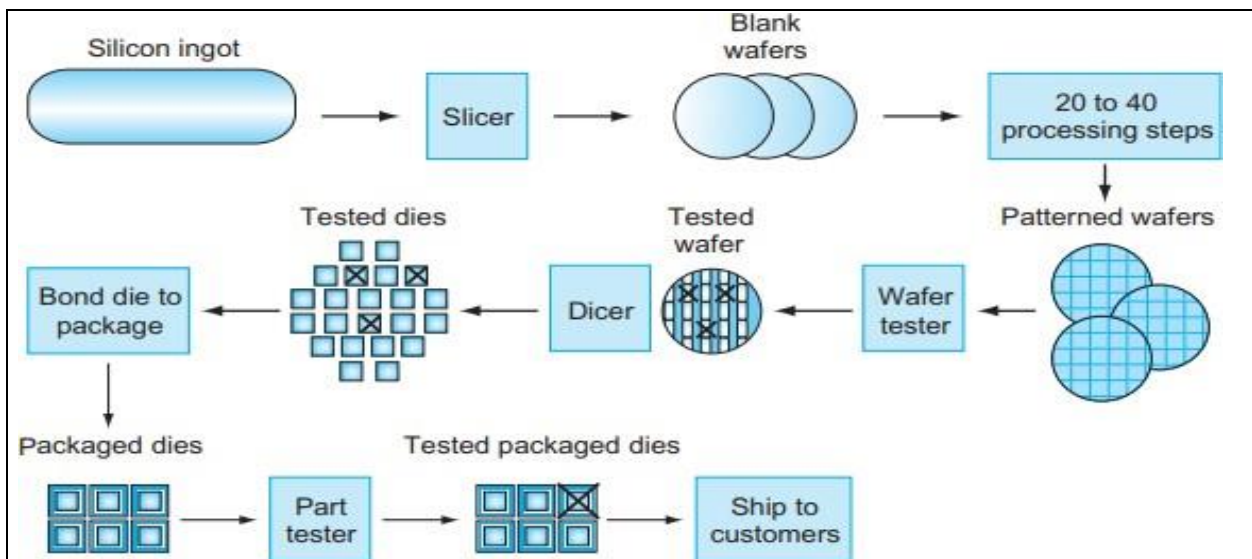 Silicon ingot
Slicer
Blank
wafers
20 to 40
processing steps
Tested dies
Tested
wafer
Patterned wafers
Bond die to
package
Dicer
Wafer
tester
Packaged dies
Tested packaged dies
Part
tester
Ship to
customers